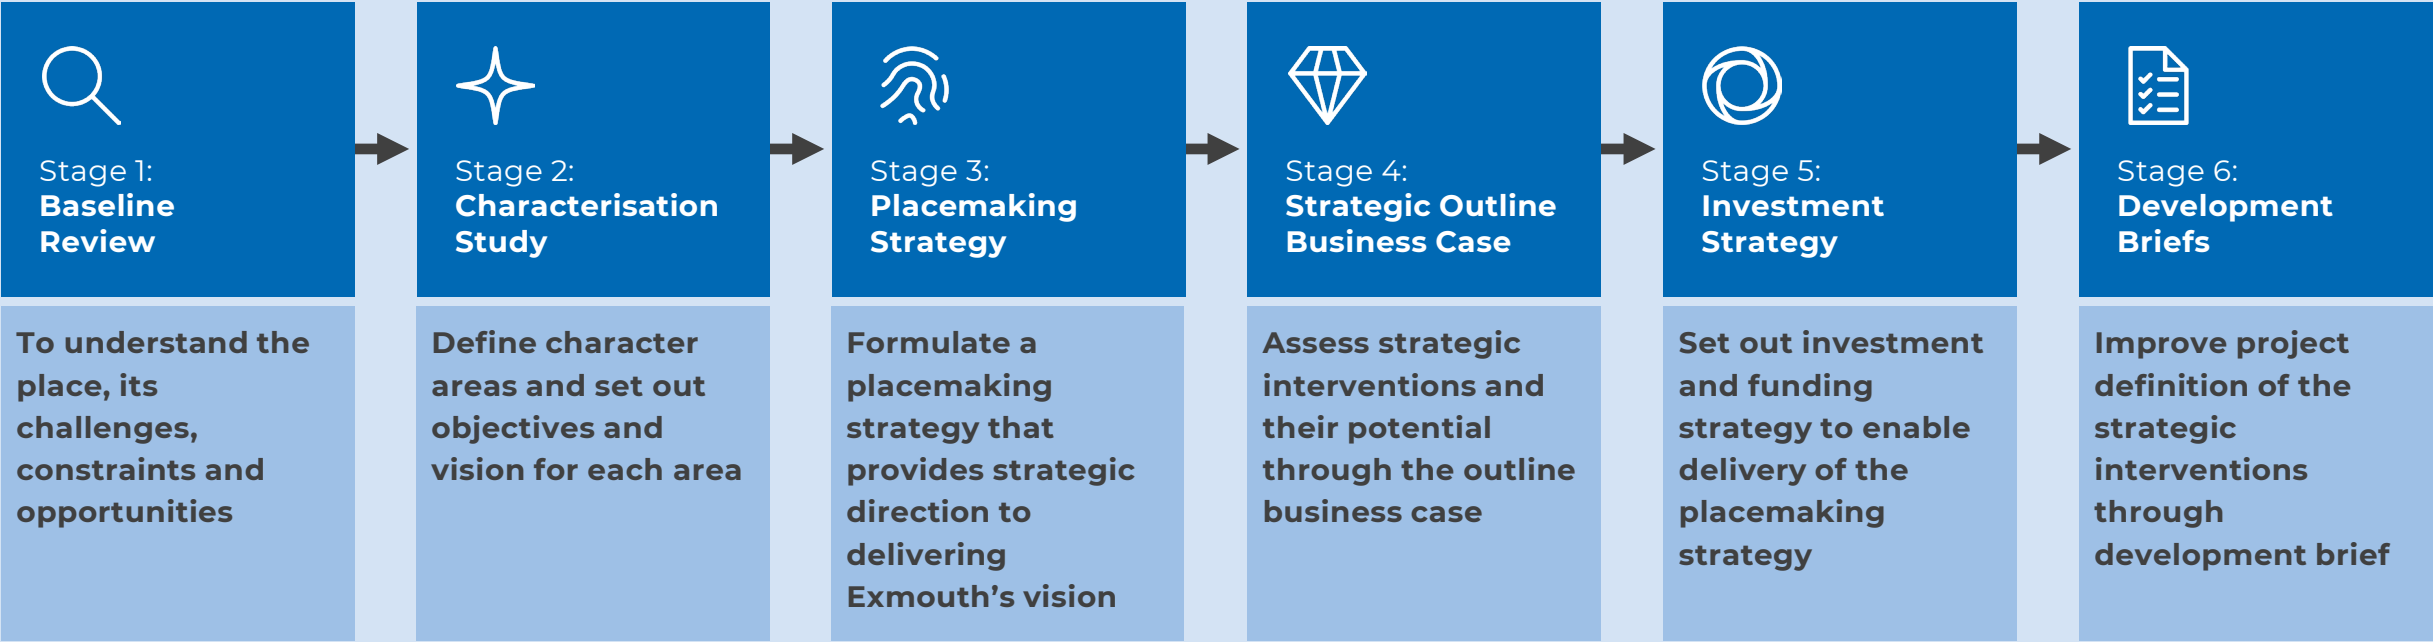 Stage 1:
Baseline
Review
To understand the
place, its
challenges,
constraints and
opportunities
Stage 2:
Characterisation
Study
Define character
areas and set out
objectives and
vision for each area
Stage 3:
Placemaking
Strategy
Formulate a
placemaking
strategy that
provides strategic
direction to
delivering
Exmouth’s vision
Stage 4:
Strategic Outline
Business Case
Assess strategic
interventions and
their potential
through the outline
business case
Stage 5:
Investment
Strategy
Set out investment
and funding
strategy to enable
delivery of the
placemaking
strategy
Stage 6:
Development
Briefs
Improve project
definition of the
strategic
interventions
through
development brief